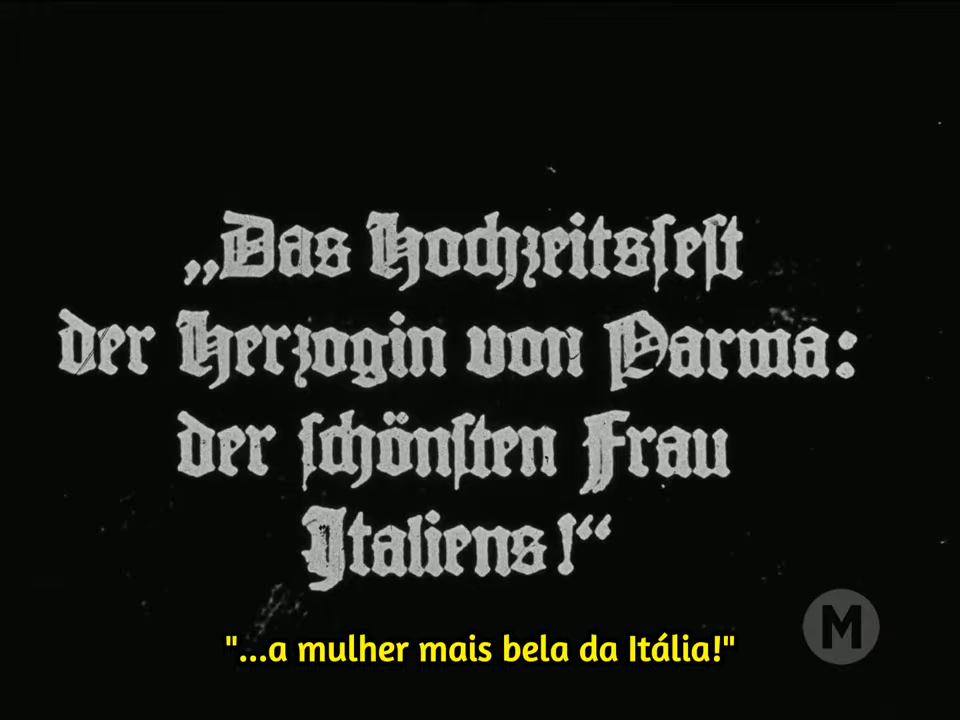 „Das Hochzeitsfest
der Herzogin von Parma:
der schönsten Frau
Italiens!“
"...a mulher mais bela da Itália!"
M